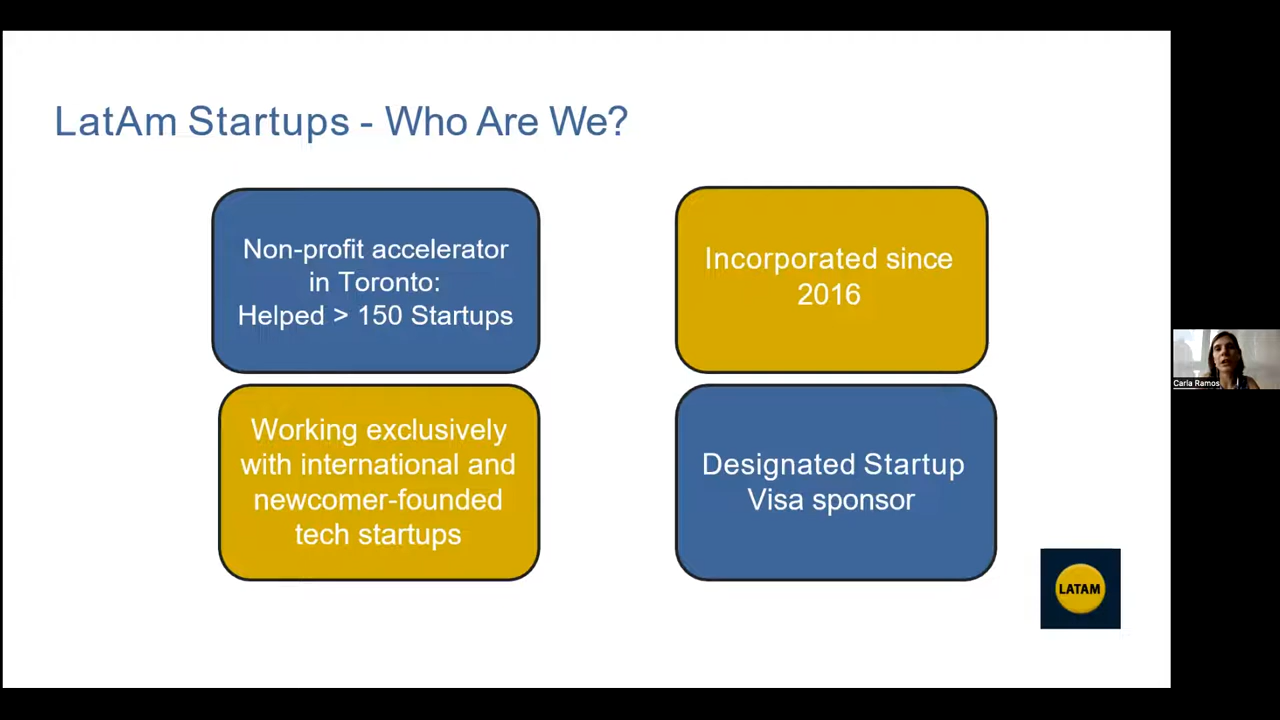 LatAm Startups - Who Are We?
Non-profit accelerator
in Toronto:
Helped > 150 Startups
Incorporated since
2016
Working exclusively
with international and
newcomer-founded
tech startups
Designated Startup
Visa sponsor
LATAM
Carla Ramos